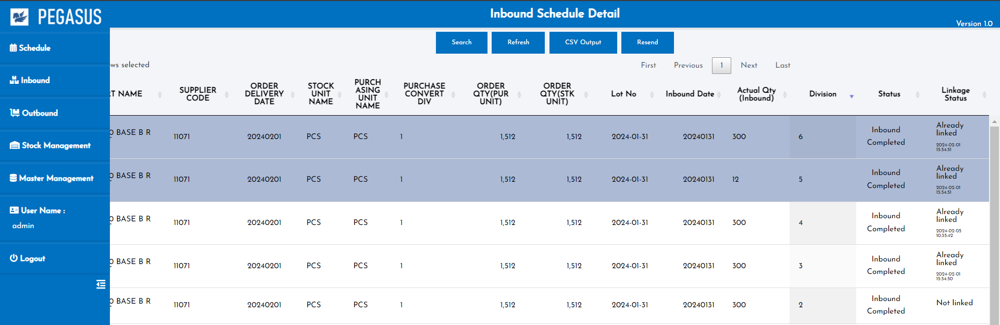 PEGASUS
Inbound Schedule Detail
Version 1.0
Schedule
Inbound
Outbound
Stock Management
Master Management
User Name :
admin
Logout
Search Refresh CSV Output Resend
ws selected
First Previous 1 Next Last
RT NAME
SUPPLIER
CODE
ORDER
DELIVERY
DATE
STOCK
UNIT
NAME
PURCH
ASING
UNIT
NAME
PURCHASE
CONVERT
DIV
ORDER
QTY(PUR
UNIT)
ORDER
QTY(STK
UNIT)
Lot No
Inbound Date
Actual Qty
(Inbound)
Division
Status
Linkage
Status
0 BASE B R
11071 20240201 PCS PCS 1 1,512 1,512 2024-01-31 20240131 300 6
Inbound
Completed
Already
linked
2024-02-01
15:54:51
0 BASE B R
11071 20240201 PCS PCS 1 1,512 1,512 2024-01-31 20240131 12 5
Inbound
Completed
Already
linked
2024-02-01
15:54:51
0 BASE B R
11071 20240201 PCS PCS 1 1,512 1,512 2024-01-31 20240131 300 4
Inbound
Completed
Already
linked
2024-02-05
10:35:42
0 BASE B R
11071 20240201 PCS PCS 1 1,512 1,512 2024-01-31 20240131 300 3
Inbound
Completed
Already
linked
2024-02-01
15:54:50
0 BASE B R
11071 20240201 PCS PCS 1 1,512 1,512 2024-01-31 20240131 300 2
Inbound
Completed
Not linked